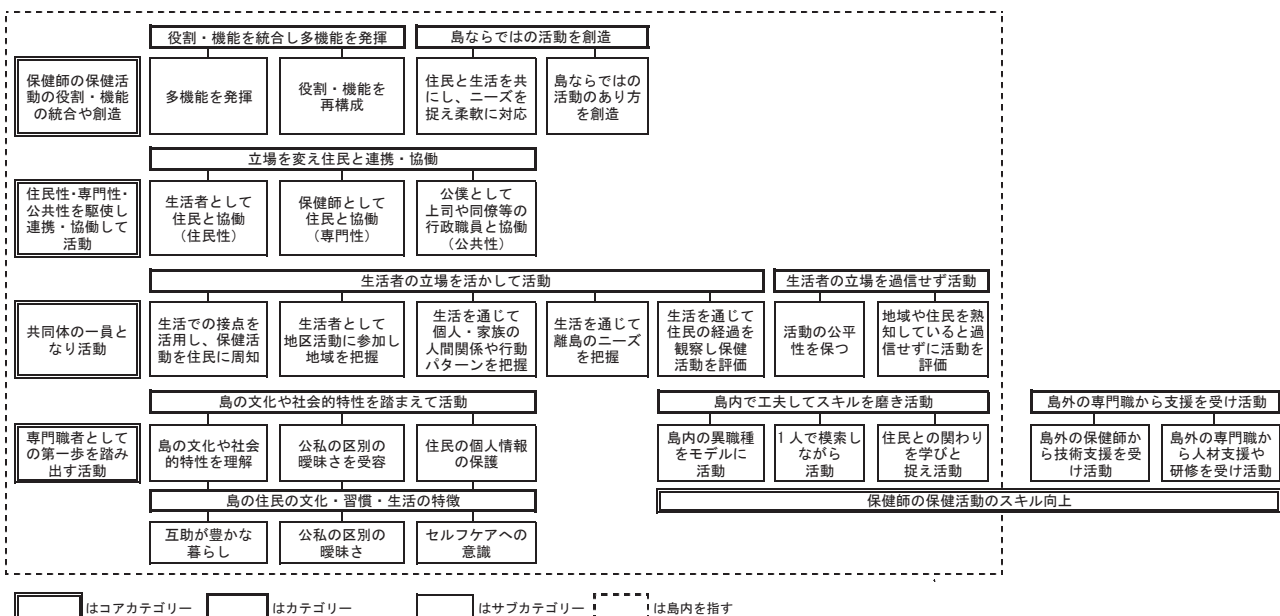 役割・機能を統合し多機能を発揮
島ならではの活動を創造
保健師の保健活
動の役割・機能
の統合や創造
多機能を発揮
役割・機能を
再構成
住民と生活を共
にし、ニーズを
捉え柔軟に対応
島ならではの
活動のあり方
を創造
立場を変え住民と連携・協働
住民性・専門性・
公共性を駆使し
連携・協働して
活動
生活者として
住民と協働
（住民性）
保健師として
住民と協働
（専門性）
公僕として
上司や同僚等の
行政職員と協働
（公共性）
生活者の立場を活かして活動
生活者の立場を過信せず活動
共同体の一員と
なり活動
生活での接点を
活用し、保健活
動を住民に周知
生活者として
地区活動に参加し
地域を把握
生活を通じて
個人・家族の
人間関係や行動
パターンを把握
生活を通じて
離島のニーズ
を把握
生活を通じて
住民の経過を
観察し保健
活動を評価
活動の公平
性を保つ
地域や住民を熟
知していると過
信せずに活動を
評価
島の文化や社会的特性を踏まえて活動
島内で工夫してスキルを磨き活動
島外の専門職から支援を受け活動
専門職者として
の第一歩を踏み
出す活動
島の文化や社会
的特性を理解
公私の区別の
曖昧さを受容
住民の個人情報
の保護
島内の異職種
をモデルに
活動
1人で模索し
ながら
活動
住民との関わり
を学びと
捉え活動
島外の保健師か
ら技術支援を受
け活動
島外の専門職か
ら人材支援や
研修を受け活動
島の住民の文化・習慣・生活の特徴
保健師の保健活動のスキル向上
互助が豊かな
暮らし
公私の区別の
曖昧さ
セルフケアへの
意識
はコアカテゴリー
はカテゴリー
はサブカテゴリー
は島内を指す